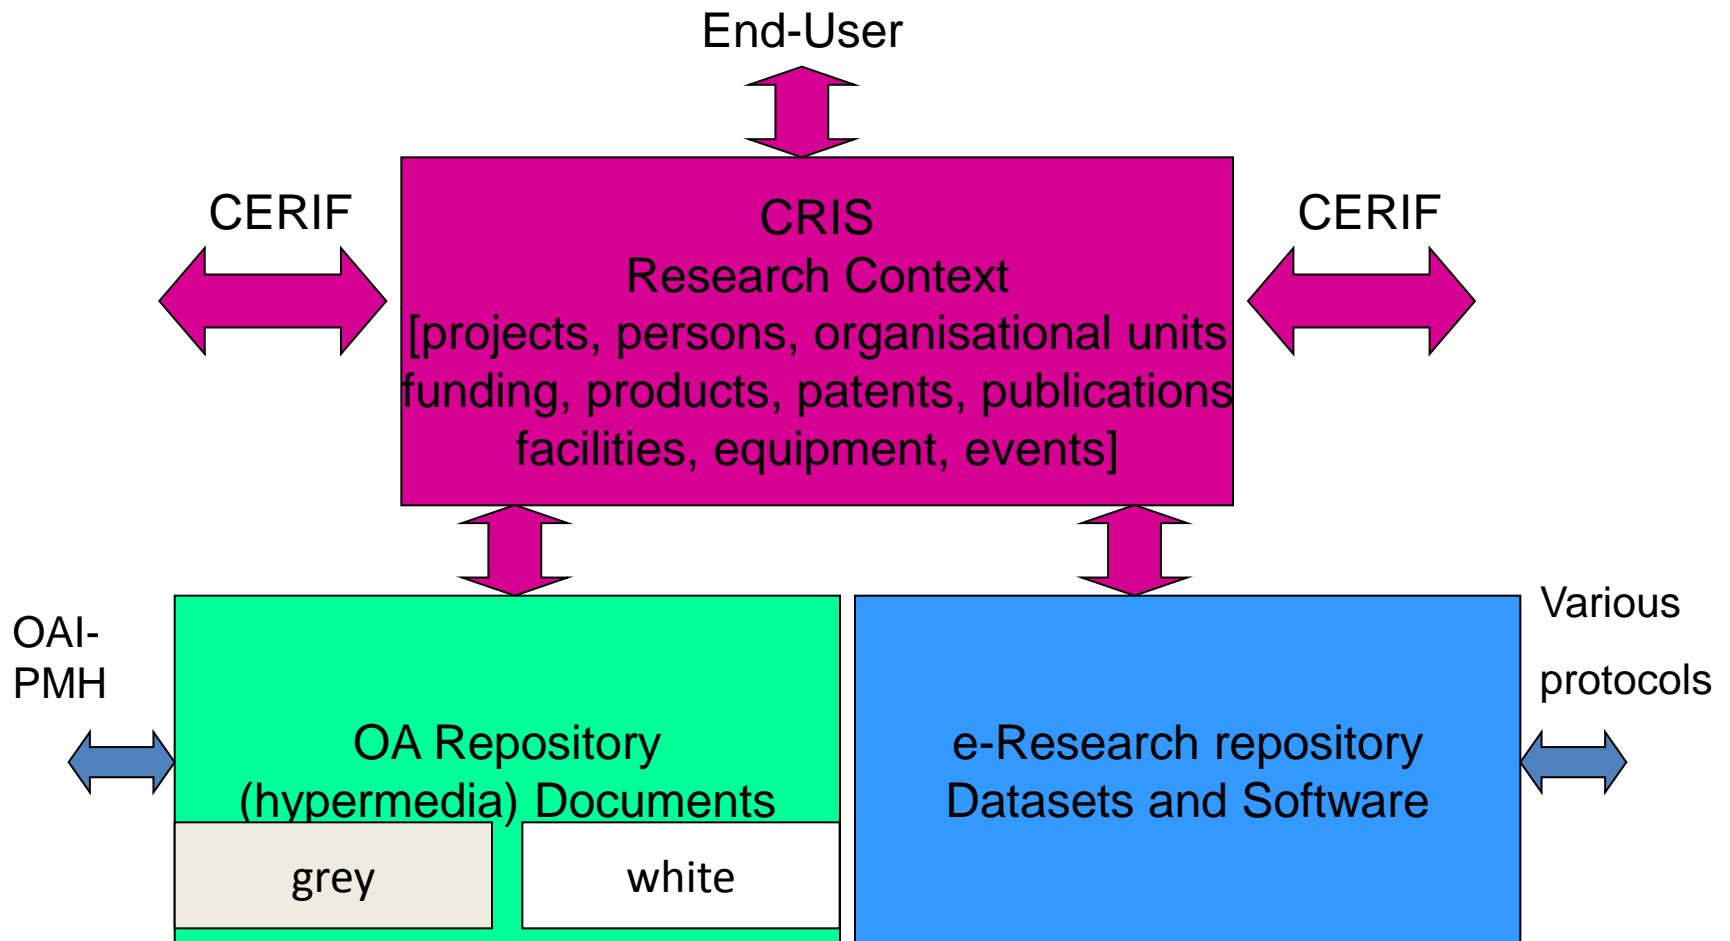 End-User
CERIF
CERIF
CRIS
Research Context
[projects, persons, organisational units
funding, products, patents, publications
facilities, equipment, events]
OAI-
PMH
Various
protocols
OA Repository
(hypermedia) Documents
e-Research repository
Datasets and Software
grey
white